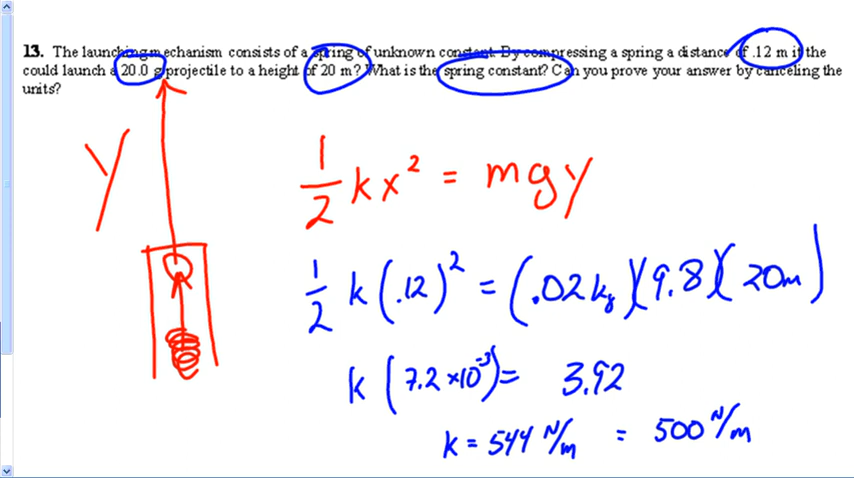 13. The launching mechanism consists of a spring of unknown constant. By compressing a spring a distance of .12 m it the
could launch a 20.0 g projectile to a height of 20 m? What is the spring constant? Can you prove your answer by canceling the
units?
Y
1/2 kx² = mgy
1/2 k(.12)² = (.02kg)(9.8)(20m)
k(7.2×10⁻³) = 3.92
k = 544 N/m = 500 N/m